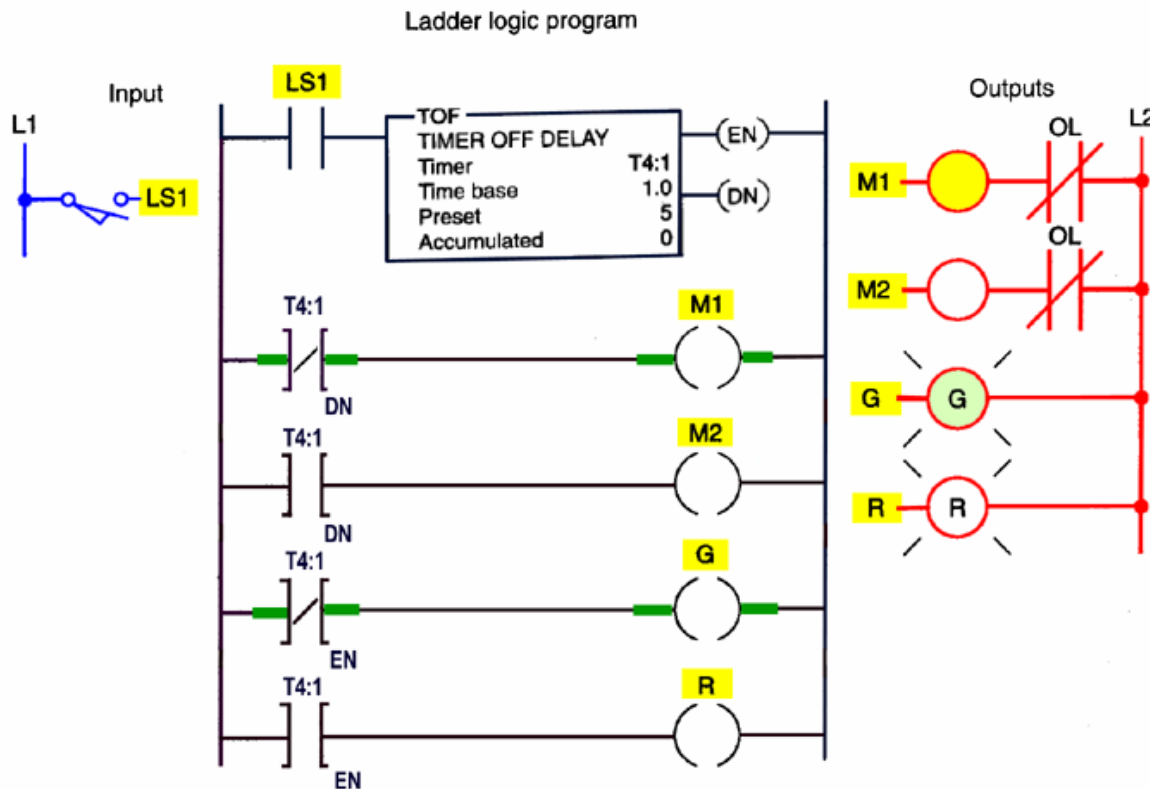 Ladder logic program
Input
L1
LS1
LS1
TOF
TIMER OFF DELAY
Timer T4:1
Time base 1.0
Preset 5
Accumulated 0
(EN)
(DN)
T4:1
DN
M1
T4:1
DN
M2
T4:1
EN
G
T4:1
EN
R
Outputs
L2
OL
M1
OL
M2
G
G
R
R